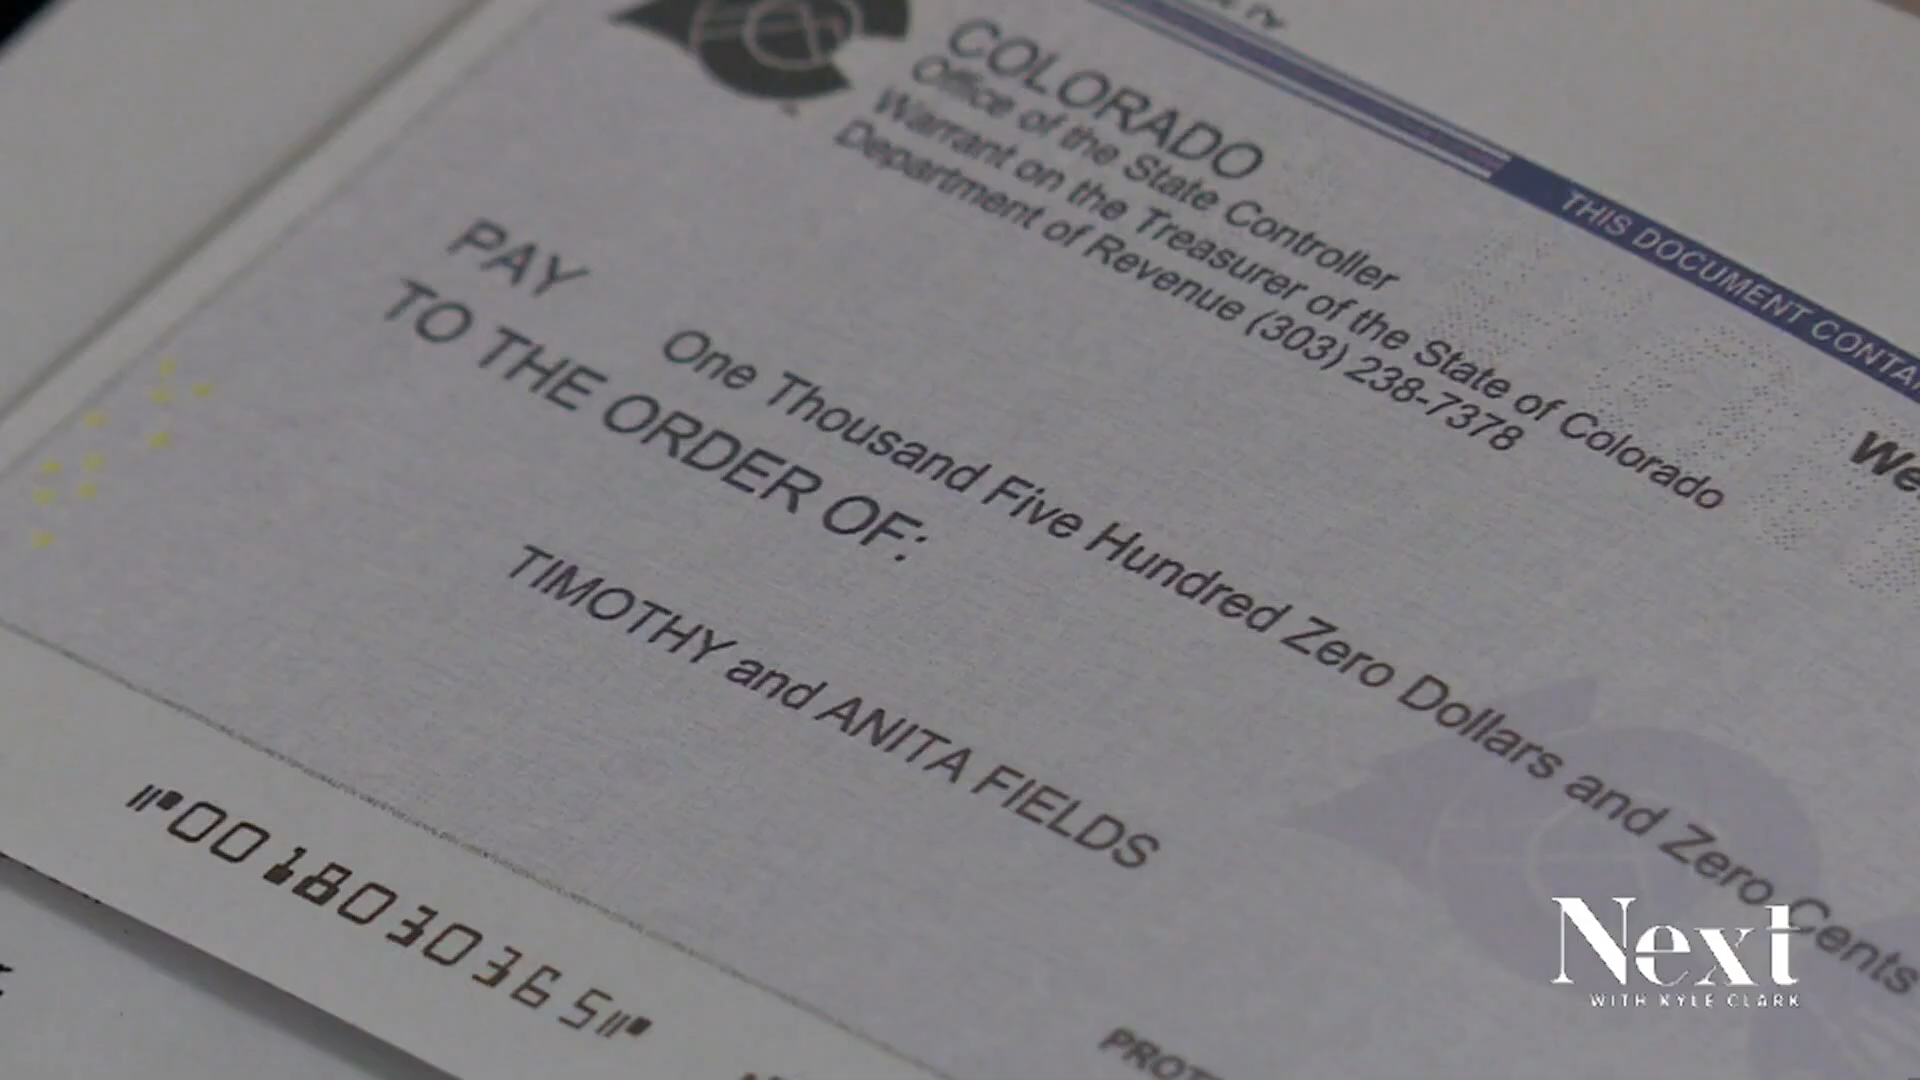 COLORADO
Office of the State Controller
Warrant on the Treasurer of the State of Colorado
Department of Revenue (303) 238-7378
THIS DOCUMENT CONTAI
We
PAY
One Thousand Five Hundred Zero Dollars and Zero Cents
TO THE ORDER OF:
TIMOTHY and ANITA FIELDS
⑈0018030365⑈
PROT
Next
WITH KYLE CLARK